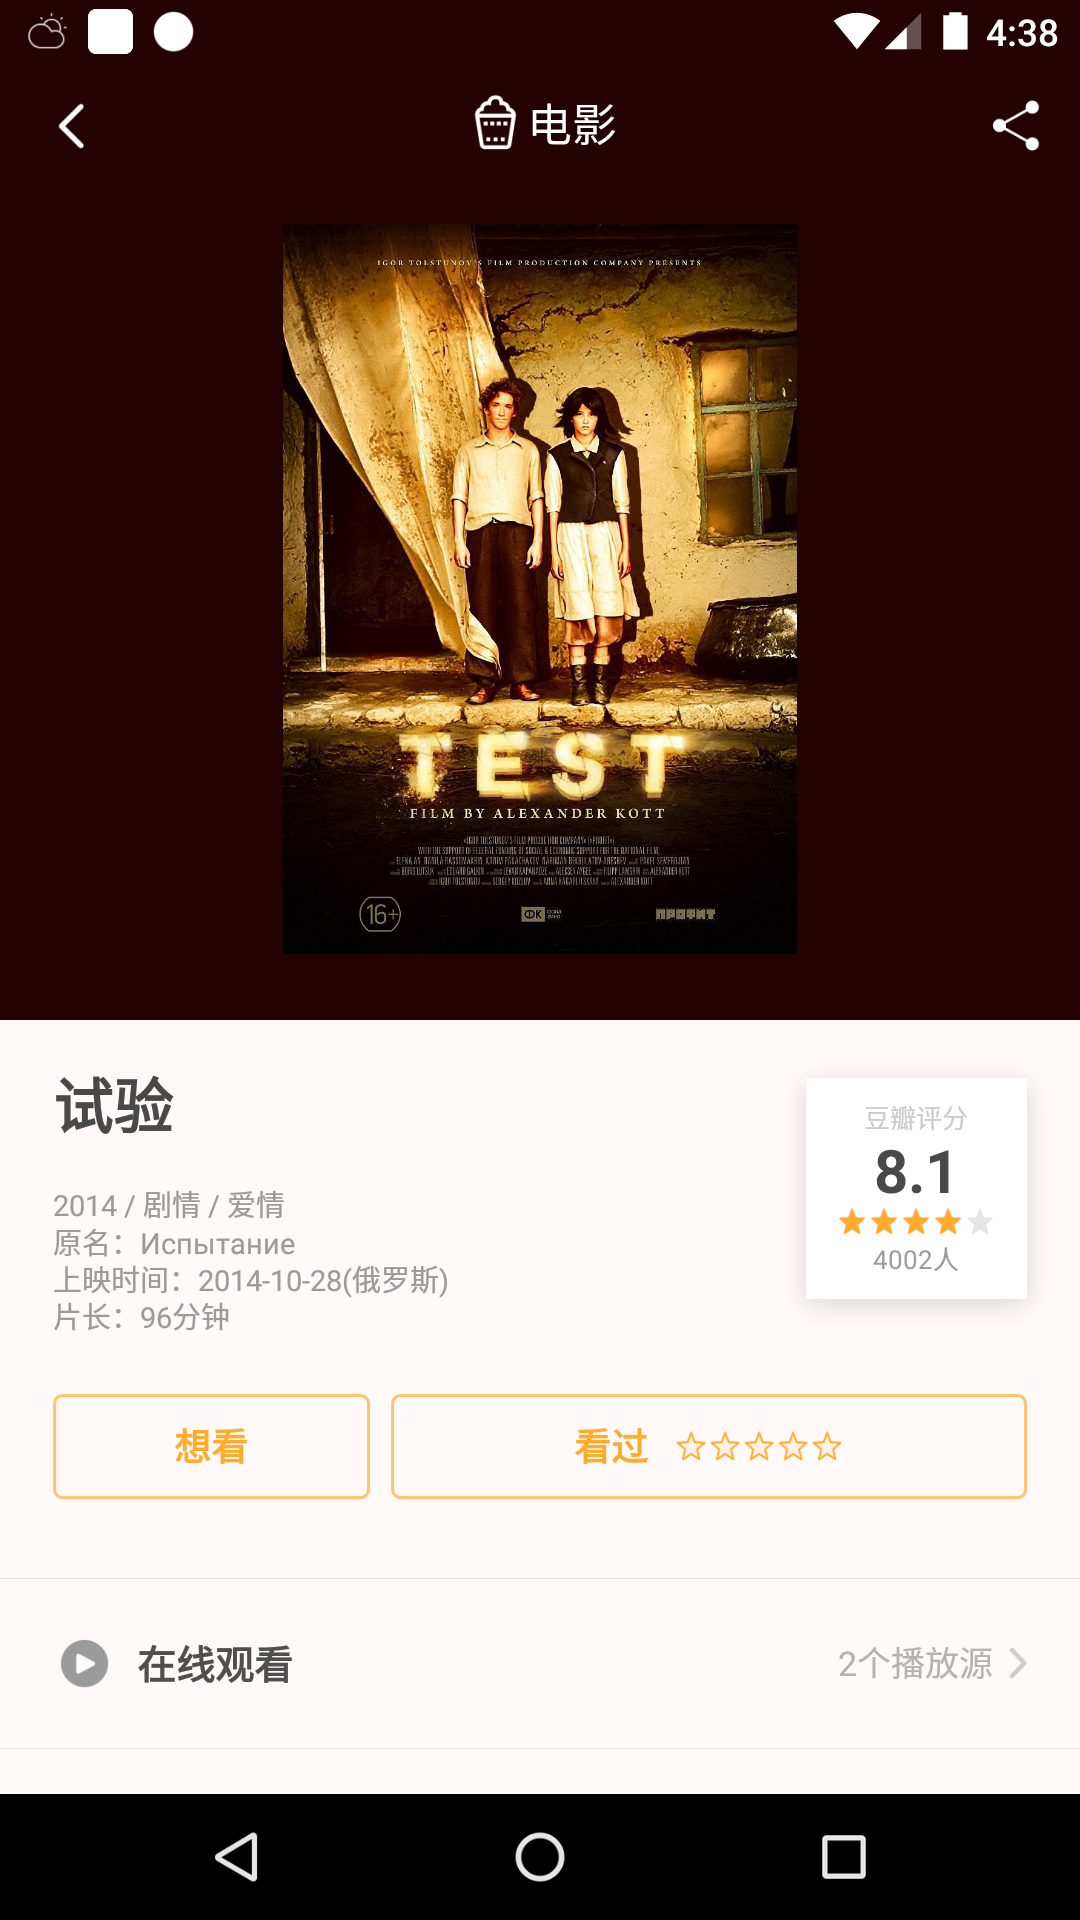 4:38
电影
IGOR TOLSTUNOV'S FILM PRODUCTION COMPANY PRESENTS
TEST
FILM BY ALEXANDER KOTT
16+
ПРОФИТ
试验
豆瓣评分
8.1
4002人
2014 / 剧情 / 爱情
原名：Испытание
上映时间：2014-10-28(俄罗斯)
片长：96分钟
想看
看过
在线观看
2个播放源